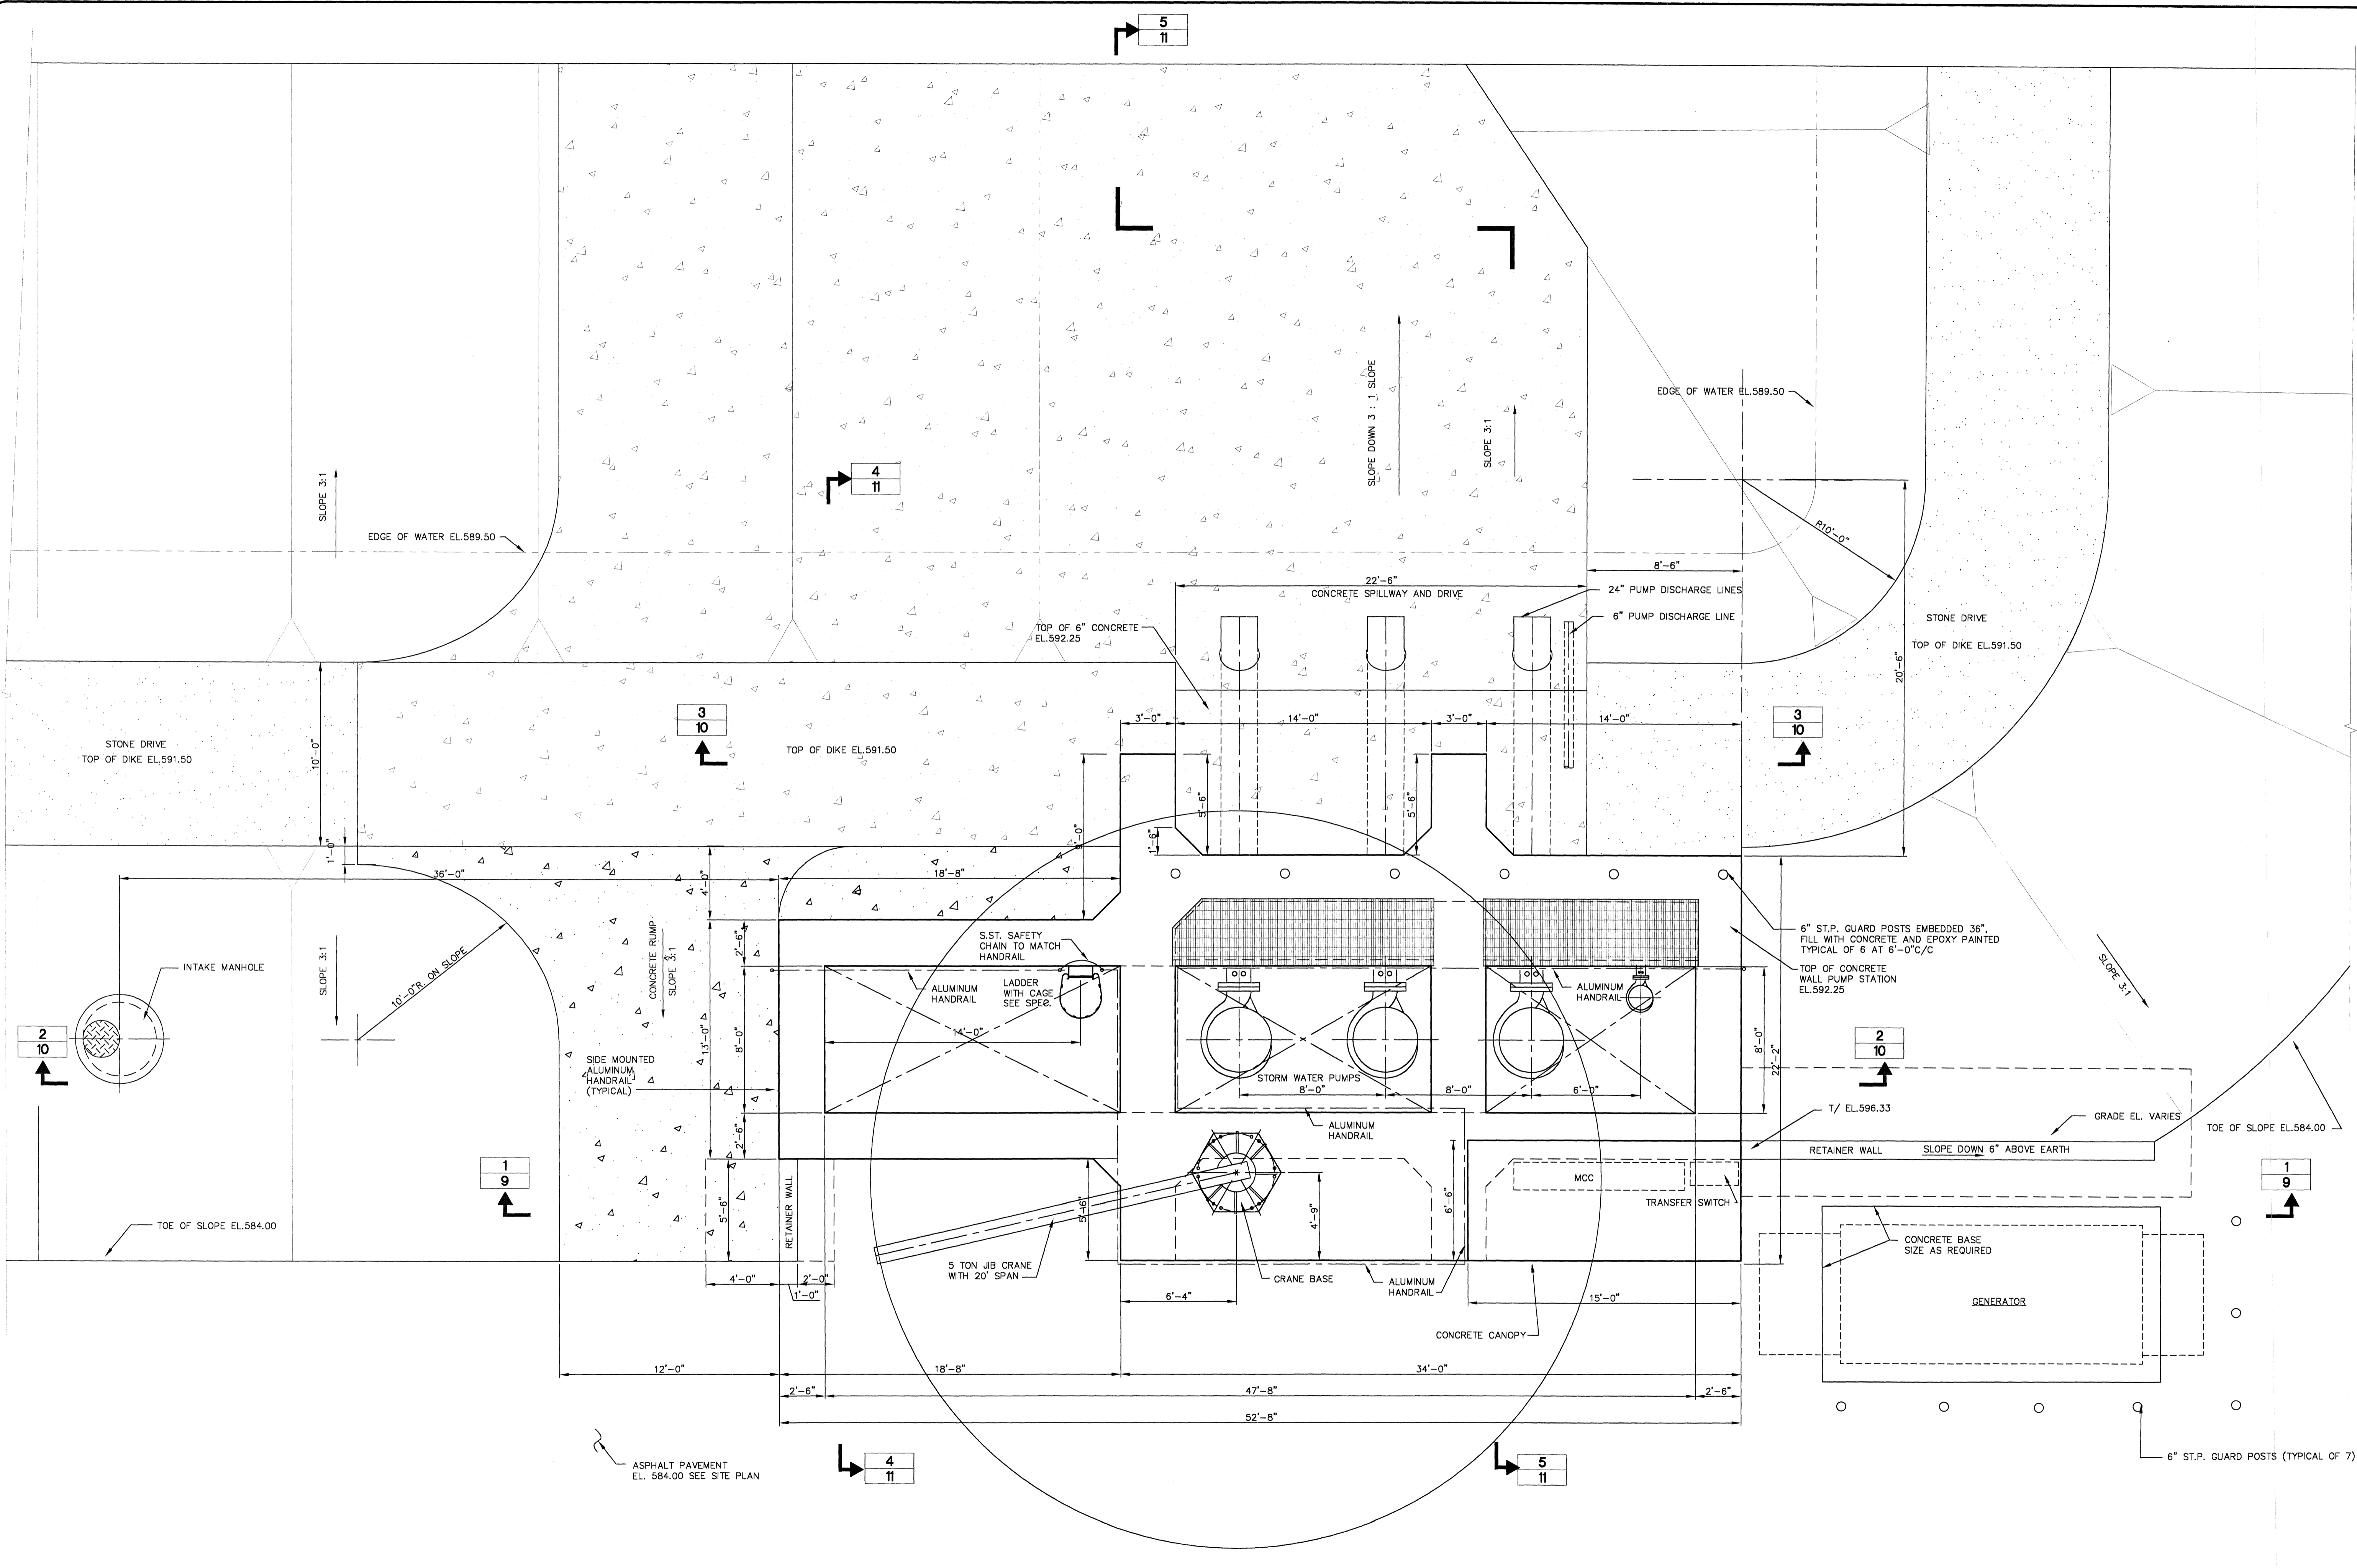 5
11
SLOPE DOWN 3 : 1 SLOPE
SLOPE 3:1
EDGE OF WATER EL.589.50
4
11
SLOPE 3:1
EDGE OF WATER EL.589.50
R10'-0"
8'-6"
22'-6"
CONCRETE SPILLWAY AND DRIVE
24" PUMP DISCHARGE LINES
6" PUMP DISCHARGE LINE
TOP OF 6" CONCRETE
EL.592.25
STONE DRIVE
TOP OF DIKE EL.591.50
20'-6"
3
10
3'-0"
14'-0"
3'-0"
14'-0"
3
10
STONE DRIVE
TOP OF DIKE EL.591.50
10'-0"
TOP OF DIKE EL.591.50
5'-6"
5'-6"
9'-0"
1'-6"
1'-0"
36'-0"
4'-0"
18'-8"
10'-0"R. ON SLOPE
CONCRETE RUMP
SLOPE 3:1
2'-6"
S.ST. SAFETY
CHAIN TO MATCH
HANDRAIL
6" ST.P. GUARD POSTS EMBEDDED 36",
FILL WITH CONCRETE AND EPOXY PAINTED
TYPICAL OF 6 AT 6'-0"C/C
INTAKE MANHOLE
SLOPE 3:1
ALUMINUM
HANDRAIL
LADDER
WITH CAGE
SEE SPEC.
ALUMINUM
HANDRAIL
TOP OF CONCRETE
WALL PUMP STATION
EL.592.25
SLOPE 3:1
2
10
13'-0"
8'-0"
14'-0"
8'-0"
22'-2"
2
10
SIDE MOUNTED
ALUMINUM
HANDRAIL
(TYPICAL)
STORM WATER PUMPS
8'-0"
8'-0"
6'-0"
T/ EL.596.33
GRADE EL. VARIES
TOE OF SLOPE EL.584.00
2'-6"
ALUMINUM
HANDRAIL
RETAINER WALL
SLOPE DOWN 6" ABOVE EARTH
1
9
MCC
TRANSFER SWITCH
1
9
TOE OF SLOPE EL.584.00
5'-6"
RETAINER WALL
5'-6"
4'-9"
6'-6"
CONCRETE BASE
SIZE AS REQUIRED
5 TON JIB CRANE
WITH 20' SPAN
CRANE BASE
ALUMINUM
HANDRAIL
4'-0"
2'-0"
1'-0"
6'-4"
15'-0"
GENERATOR
CONCRETE CANOPY
12'-0"
18'-8"
34'-0"
2'-6"
47'-8"
2'-6"
52'-8"
ASPHALT PAVEMENT
EL. 584.00 SEE SITE PLAN
4
11
5
11
6" ST.P. GUARD POSTS (TYPICAL OF 7)